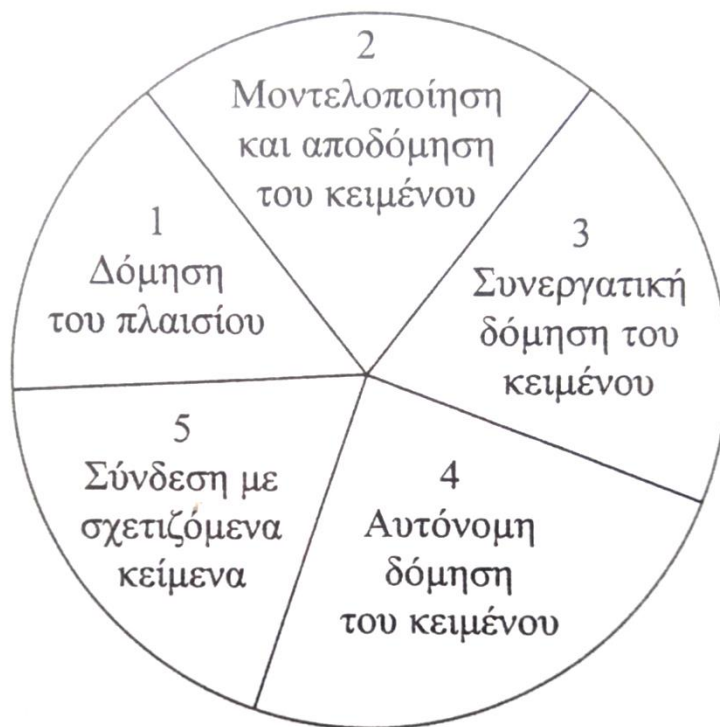 1
Δόμηση
του πλαισίου
2
Μοντελοποίηση
και αποδόμηση
του κειμένου
3
Συνεργατική
δόμηση του
κειμένου
4
Αυτόνομη
δόμηση
του κειμένου
5
Σύνδεση με
σχετιζόμενα
κείμενα